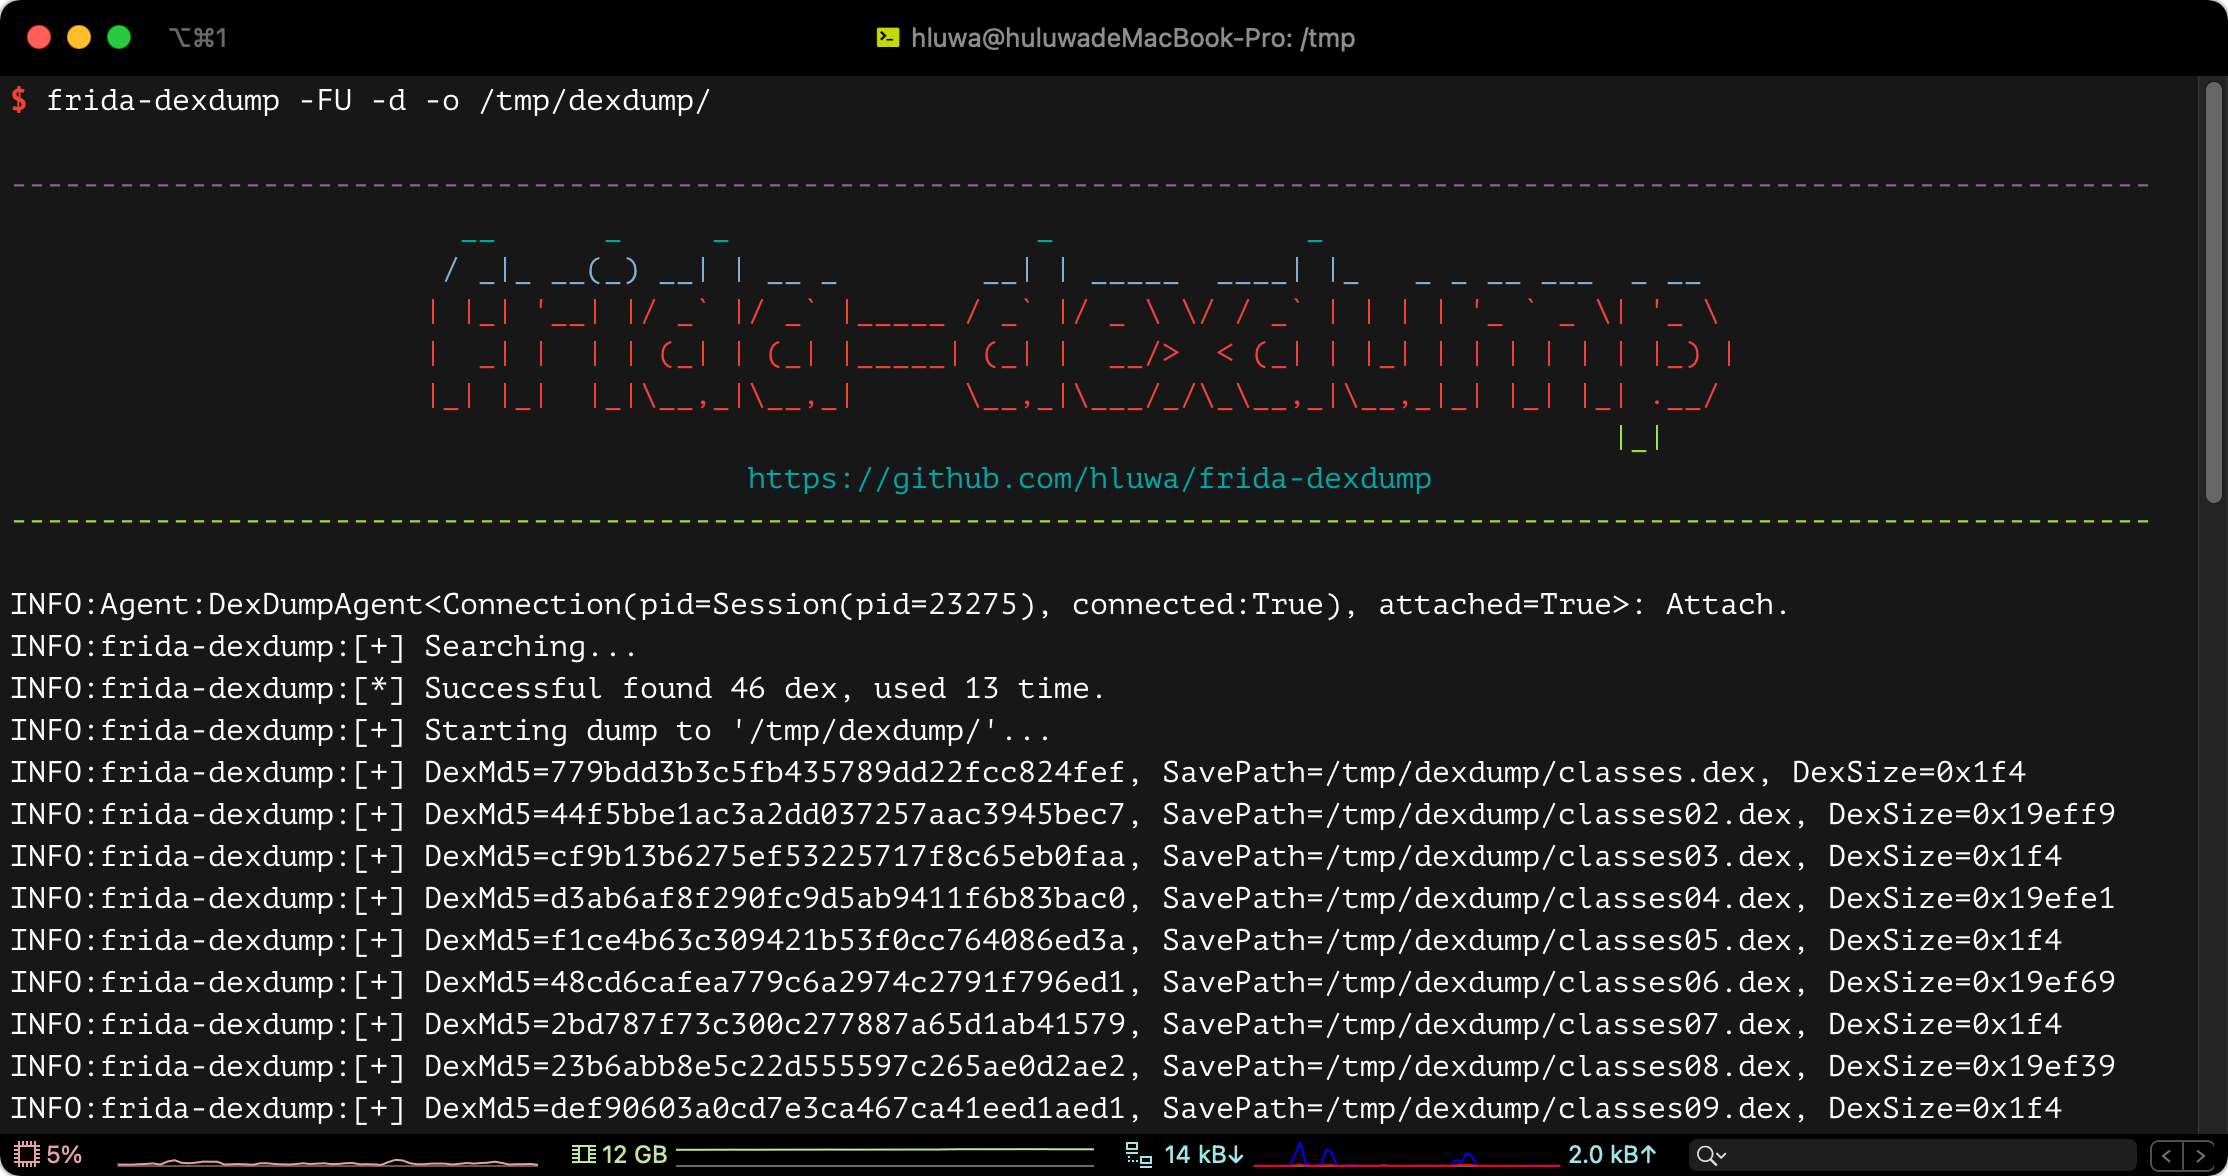 ⌥⌘1
hluwa@huluwadeMacBook-Pro: /tmp
$ frida-dexdump -FU -d -o /tmp/dexdump/
frida-dexdump
https://github.com/hluwa/frida-dexdump
INFO:Agent:DexDumpAgent<Connection(pid=Session(pid=23275), connected:True), attached=True>: Attach.
INFO:frida-dexdump:[+] Searching...
INFO:frida-dexdump:[*] Successful found 46 dex, used 13 time.
INFO:frida-dexdump:[+] Starting dump to '/tmp/dexdump/'...
INFO:frida-dexdump:[+] DexMd5=779bdd3b3c5fb435789dd22fcc824fef, SavePath=/tmp/dexdump/classes.dex, DexSize=0x1f4
INFO:frida-dexdump:[+] DexMd5=44f5bbe1ac3a2dd037257aac3945bec7, SavePath=/tmp/dexdump/classes02.dex, DexSize=0x19eff9
INFO:frida-dexdump:[+] DexMd5=cf9b13b6275ef53225717f8c65eb0faa, SavePath=/tmp/dexdump/classes03.dex, DexSize=0x1f4
INFO:frida-dexdump:[+] DexMd5=d3ab6af8f290fc9d5ab9411f6b83bac0, SavePath=/tmp/dexdump/classes04.dex, DexSize=0x19efe1
INFO:frida-dexdump:[+] DexMd5=f1ce4b63c309421b53f0cc764086ed3a, SavePath=/tmp/dexdump/classes05.dex, DexSize=0x1f4
INFO:frida-dexdump:[+] DexMd5=48cd6cafea779c6a2974c2791f796ed1, SavePath=/tmp/dexdump/classes06.dex, DexSize=0x19ef69
INFO:frida-dexdump:[+] DexMd5=2bd787f73c300c277887a65d1ab41579, SavePath=/tmp/dexdump/classes07.dex, DexSize=0x1f4
INFO:frida-dexdump:[+] DexMd5=23b6abb8e5c22d555597c265ae0d2ae2, SavePath=/tmp/dexdump/classes08.dex, DexSize=0x19ef39
INFO:frida-dexdump:[+] DexMd5=def90603a0cd7e3ca467ca41eed1aed1, SavePath=/tmp/dexdump/classes09.dex, DexSize=0x1f4
5% 12 GB 14 kB↓ 2.0 kB↑